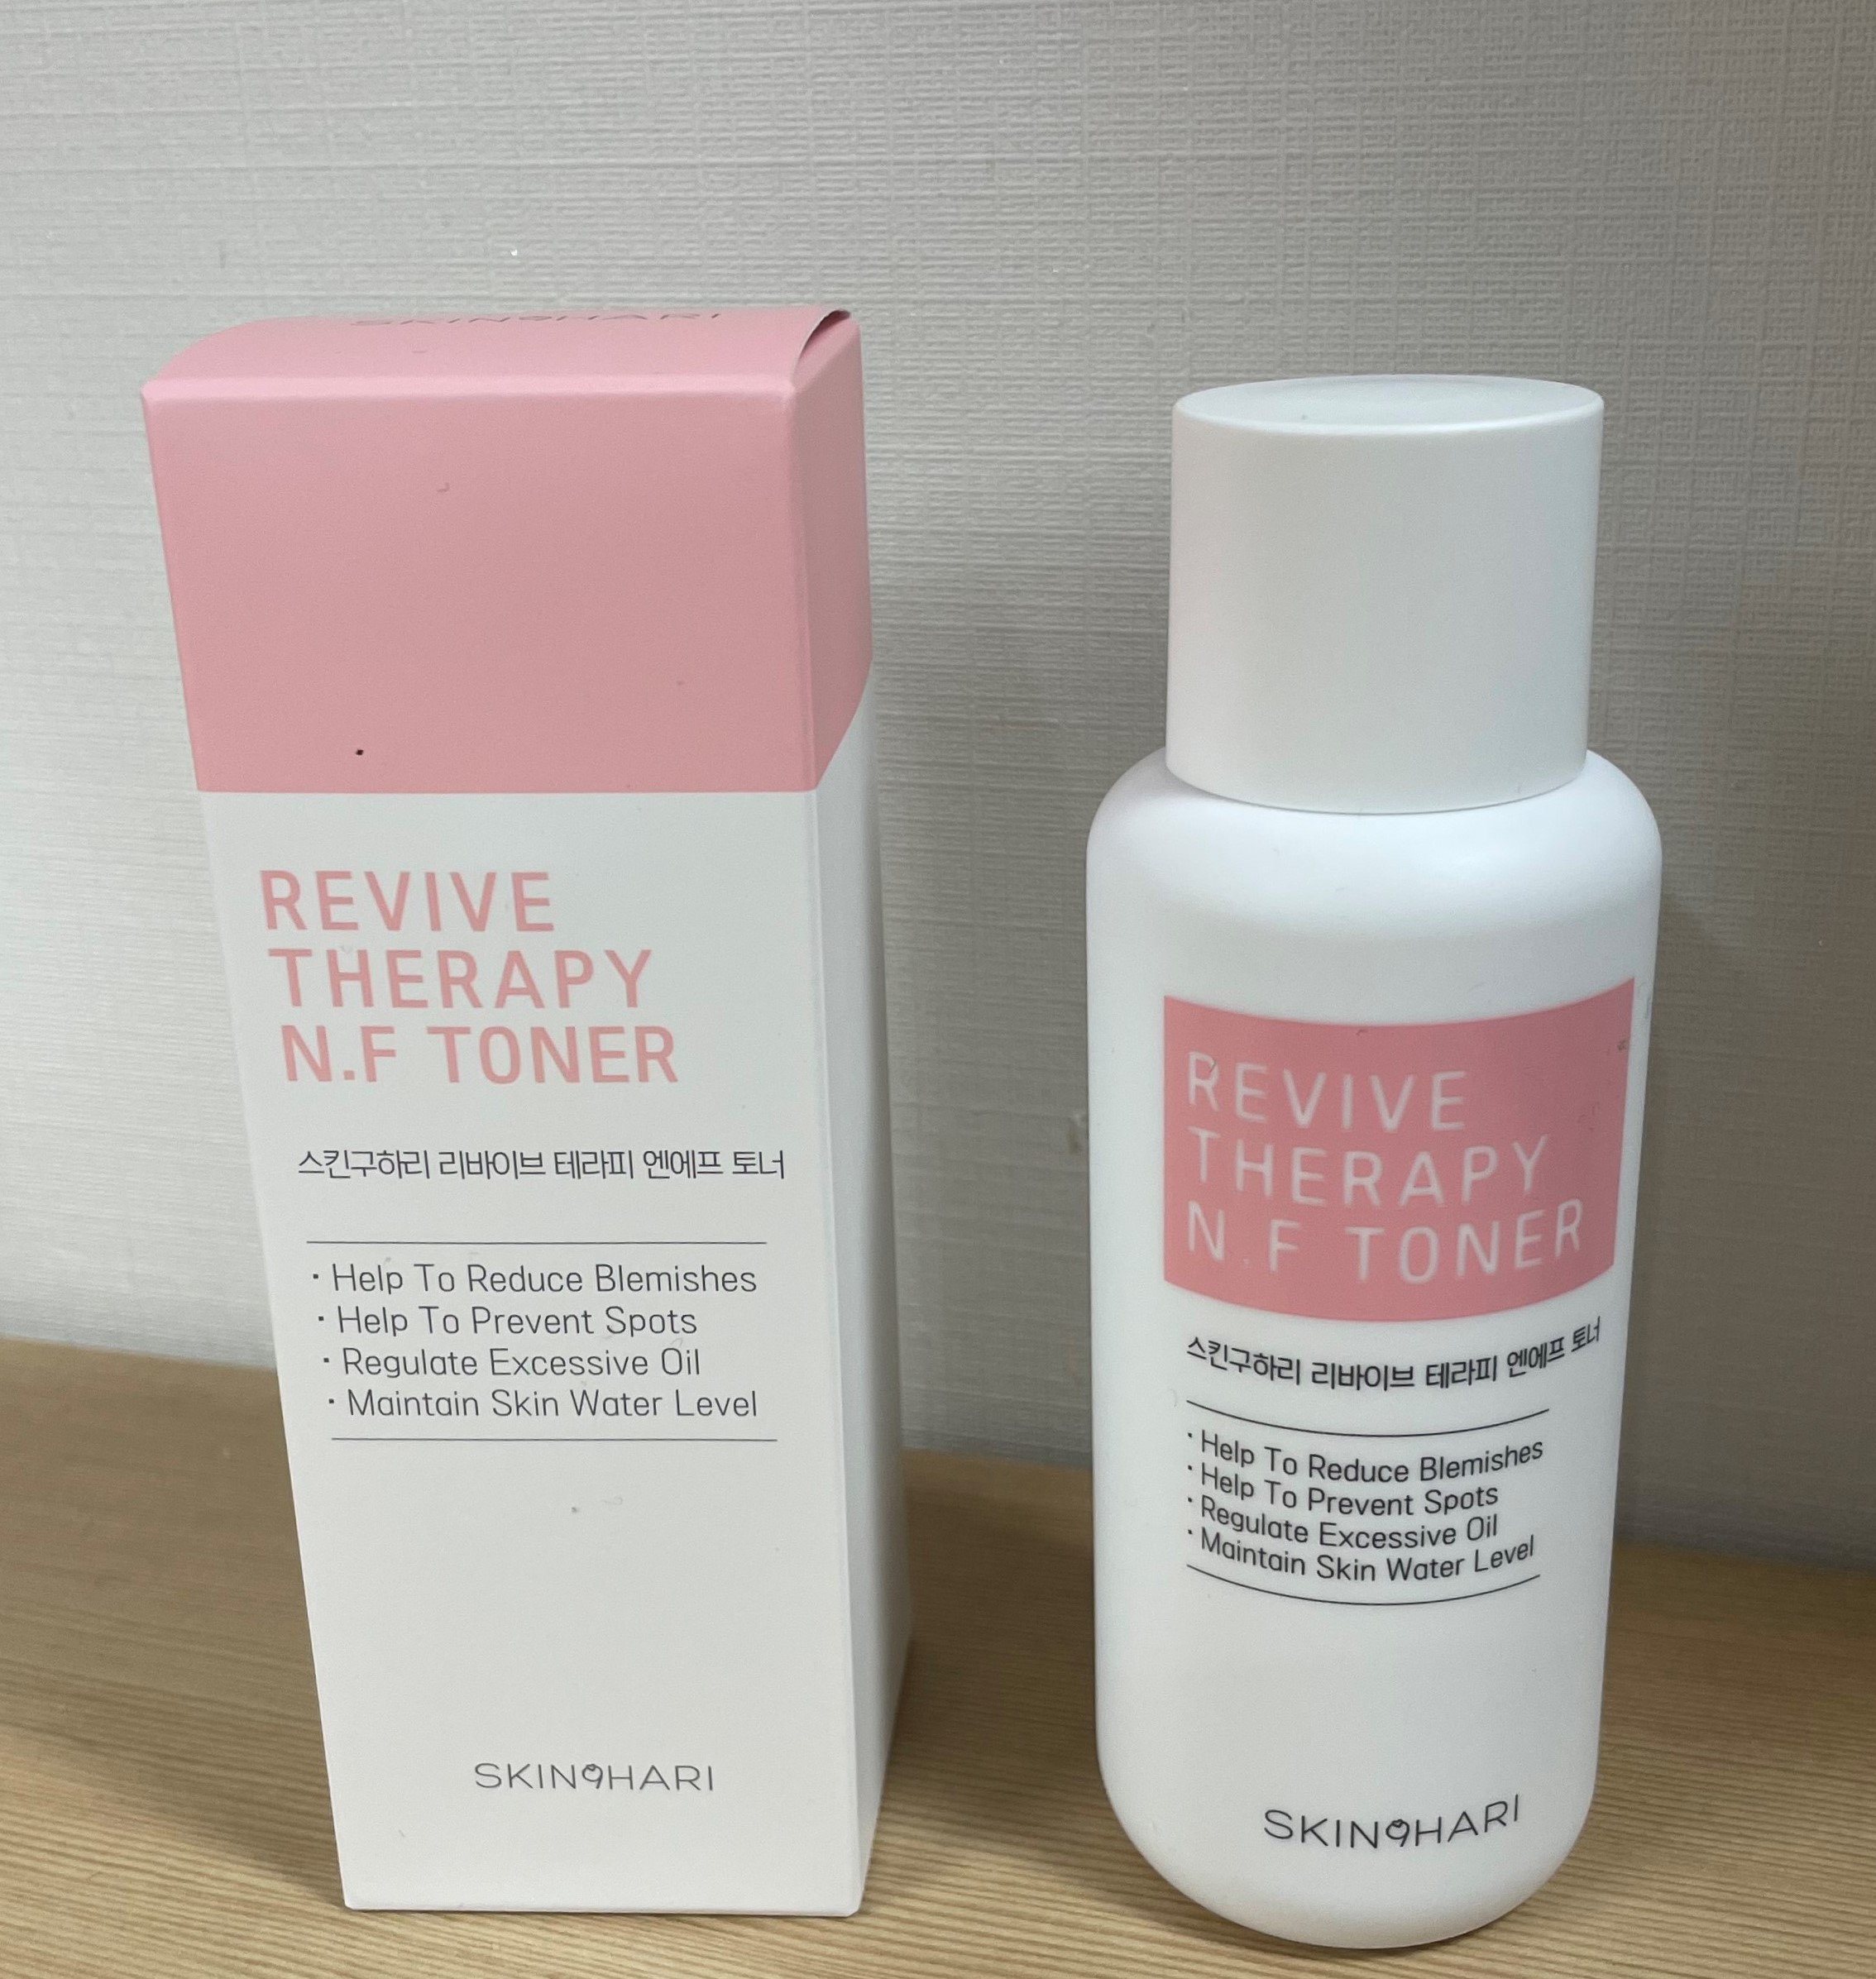 SKIN9HARI
REVIVE
THERAPY
N.F TONER
스킨구하리 리바이브 테라피 엔에프 토너
· Help To Reduce Blemishes
· Help To Prevent Spots
· Regulate Excessive Oil
· Maintain Skin Water Level
SKIN9HARI
REVIVE
THERAPY
N.F TONER
스킨구하리 리바이브 테라피 엔에프 토너
· Help To Reduce Blemishes
· Help To Prevent Spots
· Regulate Excessive Oil
· Maintain Skin Water Level
SKIN9HARI